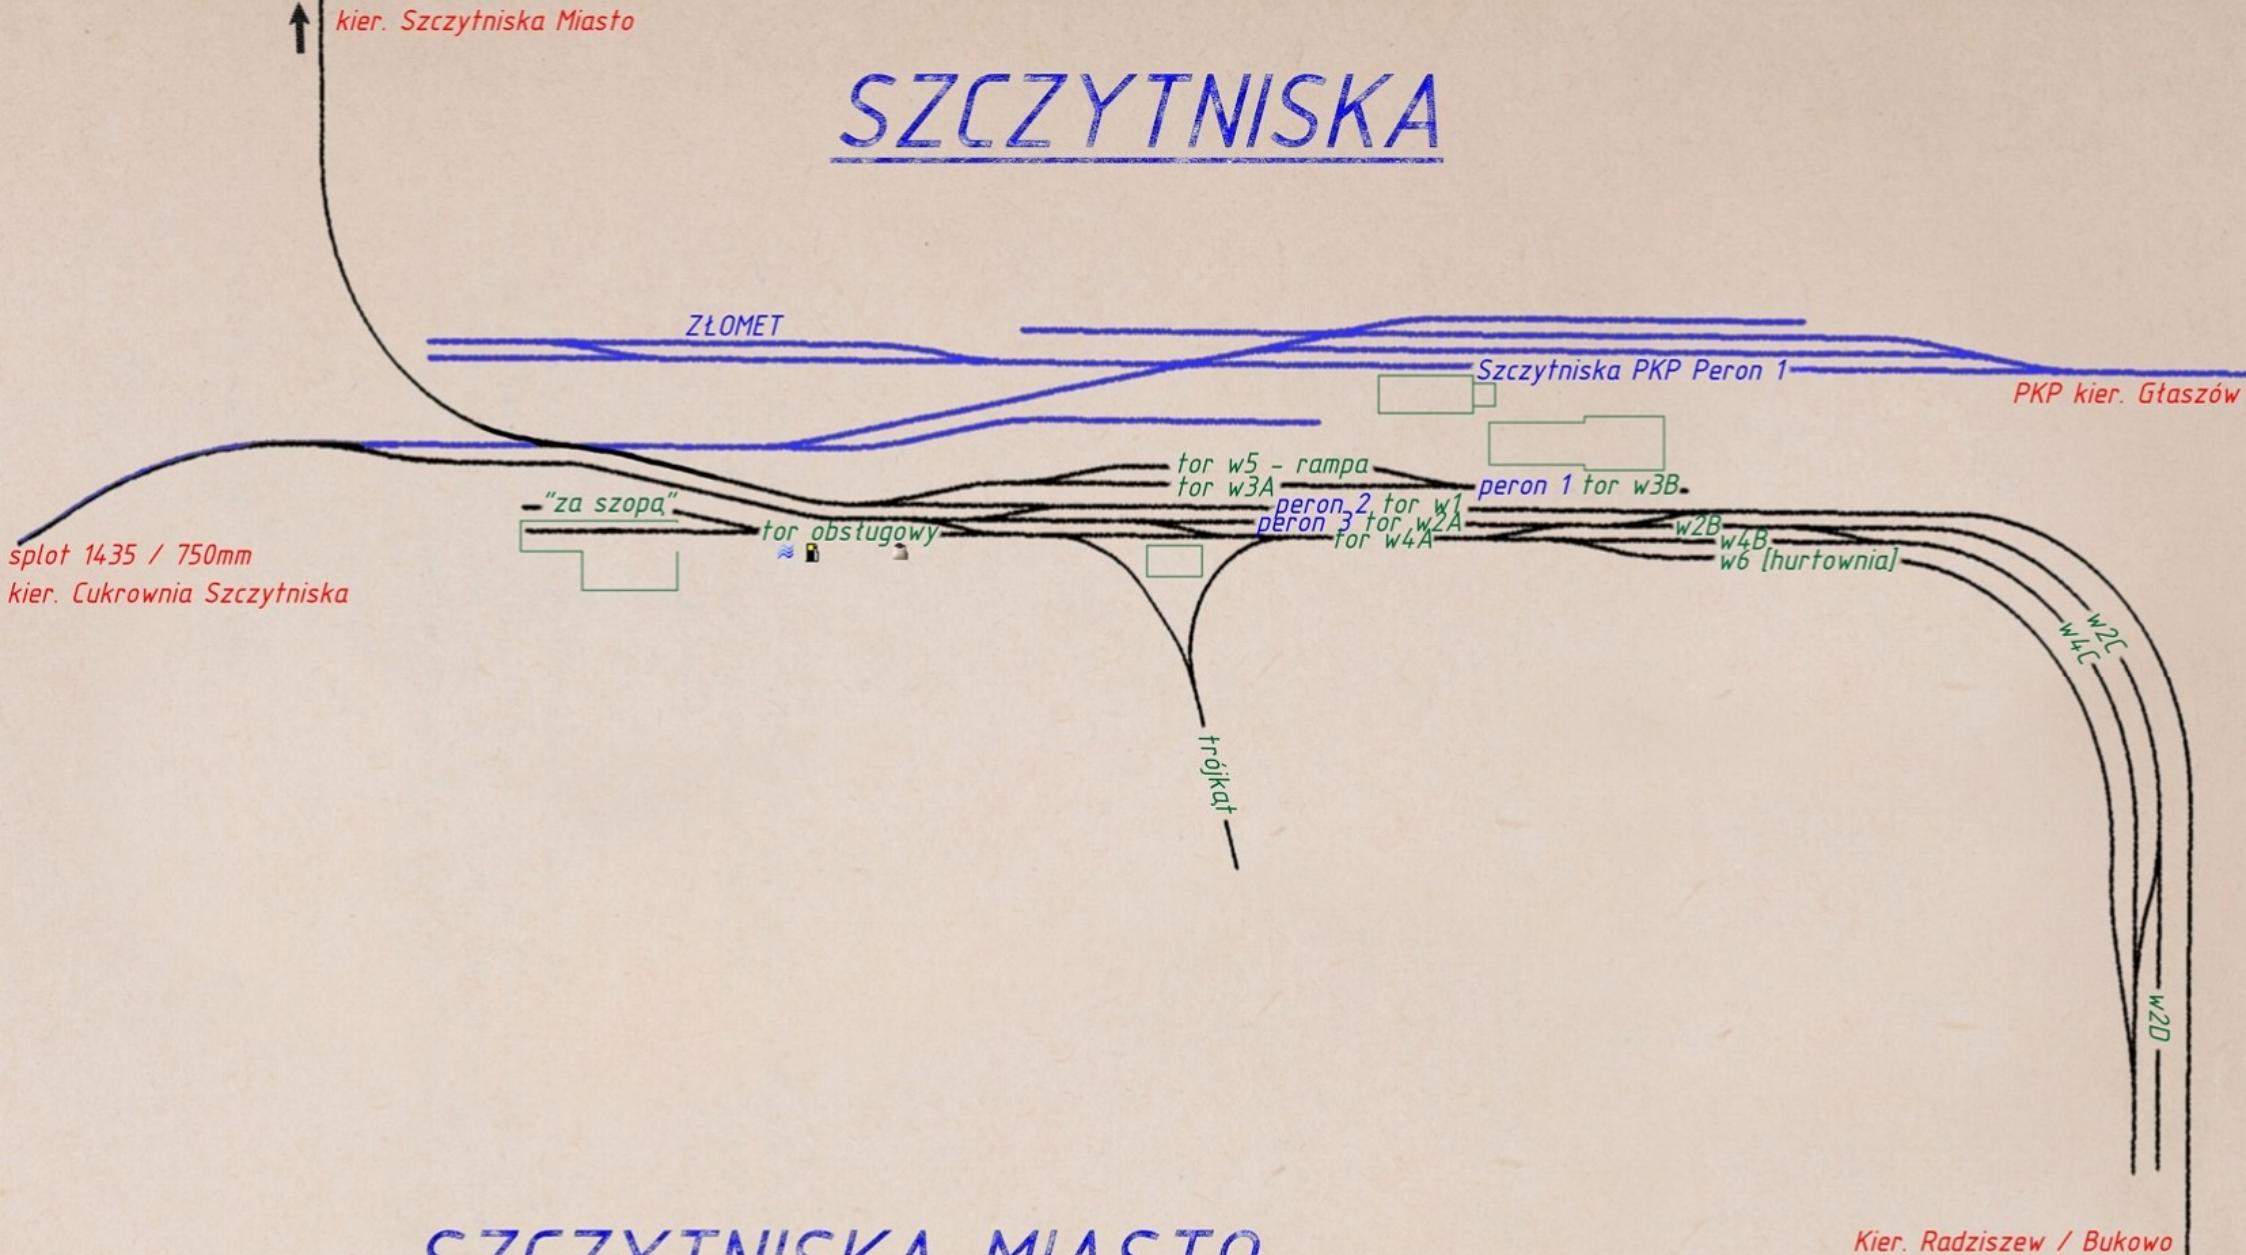 kier. Szczytniska Miasto
SZCZYTNISKA
ZŁOMET
Szczytniska PKP Peron 1
PKP kier. Głaszów
tor w5 - rampa
tor w3A
peron 1 tor w3B
"za szopą"
peron 2 tor w1
peron 3 tor w2A
tor obsługowy
tor w4A
w2B
w4B
w6 [hurtownia]
splot 1435 / 750mm
kier. Cukrownia Szczytniska
w2C
w4C
trójkąt
w2D
SZCZYTNISKA MIASTO
Kier. Radziszew / Bukowo